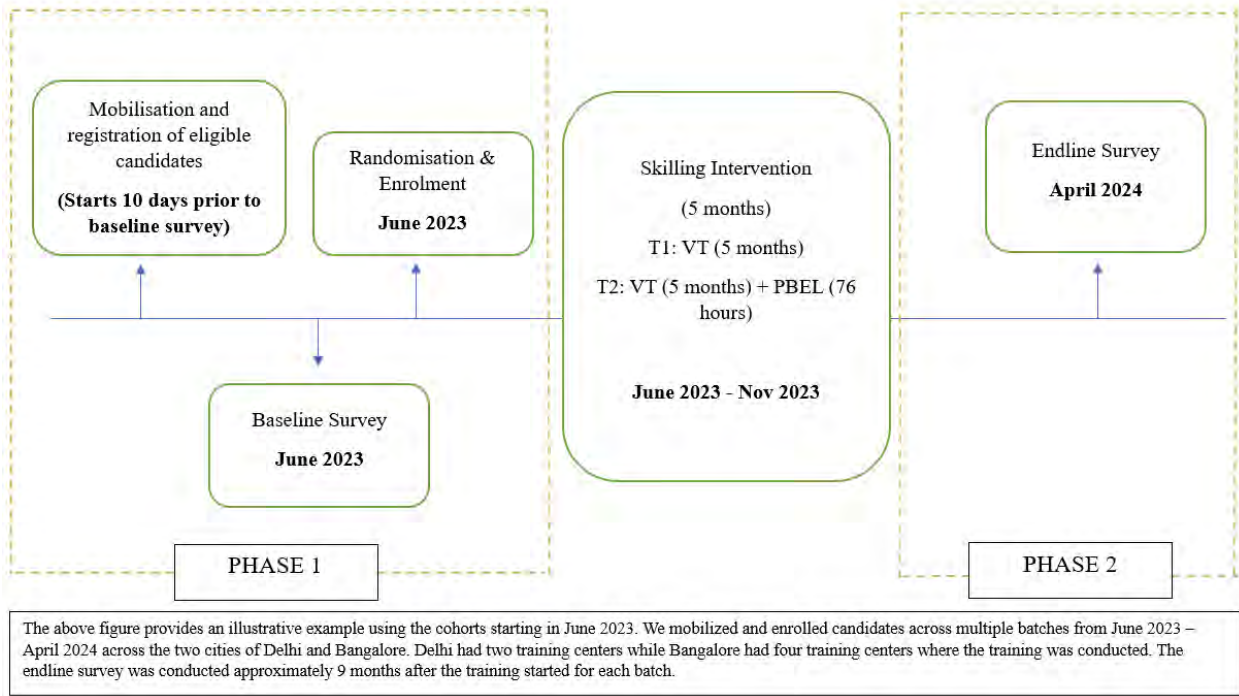 Mobilisation and
registration of eligible
candidates
(Starts 10 days prior to
baseline survey)
Randomisation &
Enrolment
June 2023
Baseline Survey
June 2023
PHASE 1
Skilling Intervention
(5 months)
T1: VT (5 months)
T2: VT (5 months) + PBEL (76
hours)
June 2023 - Nov 2023
Endline Survey
April 2024
PHASE 2
The above figure provides an illustrative example using the cohorts starting in June 2023. We mobilized and enrolled candidates across multiple batches from June 2023 –
April 2024 across the two cities of Delhi and Bangalore. Delhi had two training centers while Bangalore had four training centers where the training was conducted. The
endline survey was conducted approximately 9 months after the training started for each batch.